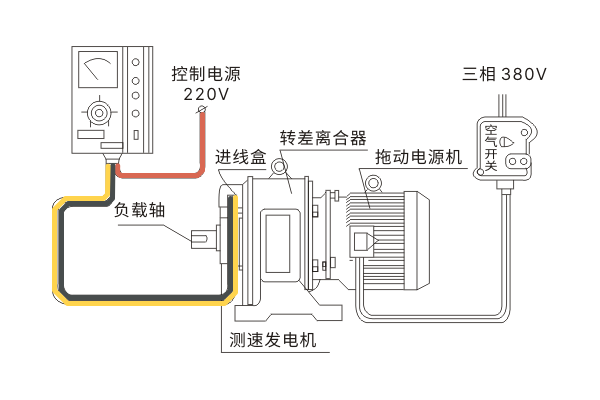 控制电源
220V
三相 380V
空气开关
转差离合器
进线盒
拖动电源机
负载轴
测速发电机